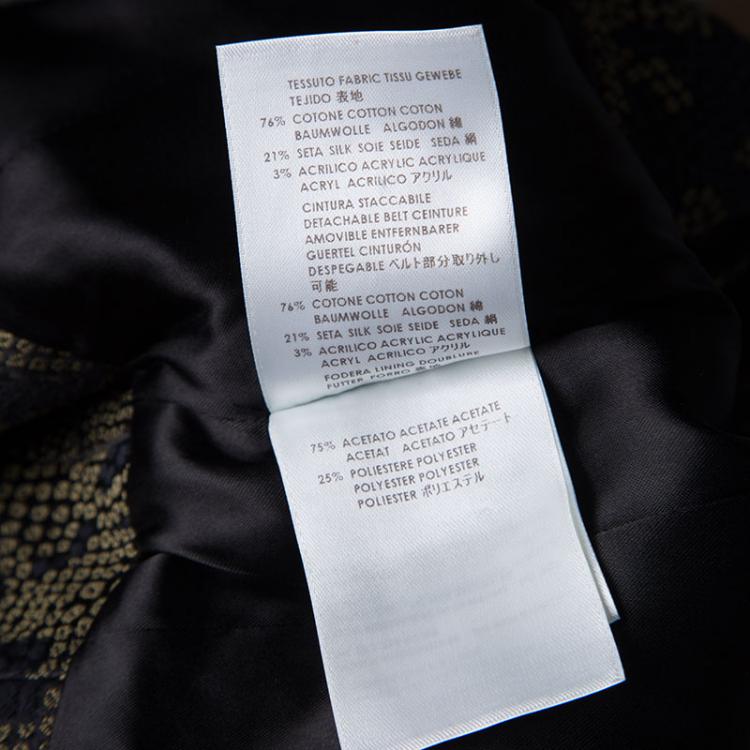 TESSUTO FABRIC TISSU GEWEBE
TEJIDO 表地
76% COTONE COTTON COTON
BAUMWOLLE ALGODON 綿
21% SETA SILK SOIE SEIDE SEDA 絹
3% ACRILICO ACRYLIC ACRYLIQUE
ACRYL ACRILICO アクリル
CINTURA STACCABILE
DETACHABLE BELT CEINTURE
AMOVIBLE ENTFERNBARER
GUERTEL CINTURÓN
DESPEGABLE ベルト部分取り外し
可能
76% COTONE COTTON COTON
BAUMWOLLE ALGODON 綿
21% SETA SILK SOIE SEIDE SEDA 絹
3% ACRILICO ACRYLIC ACRYLIQUE
ACRYL ACRILICO アクリル
FODERA LINING DOUBLURE
FUTTER FORRO
75% ACETATO ACETATE ACETATE
ACETAT ACETATO アセテート
25% POLIESTERE POLYESTER
POLYESTER POLYESTER
POLIESTER ポリエステル